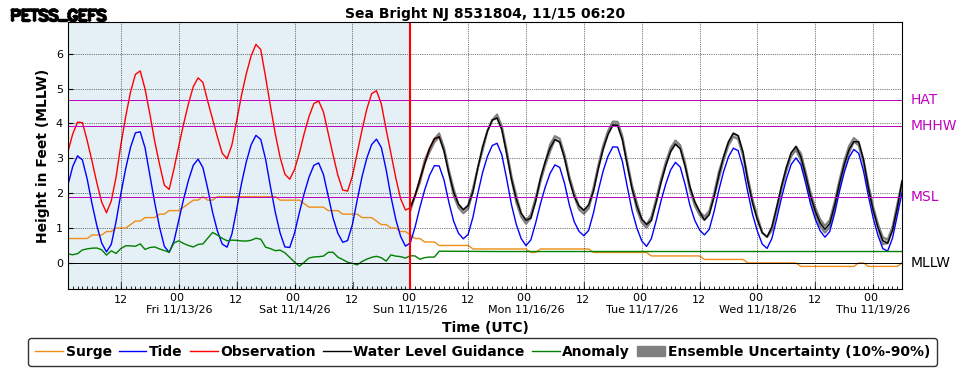 PETSS_GEFS
Sea Bright NJ 8531804, 11/15 06:20
Height in Feet (MLLW)
6
5
4
3
2
1
0
HAT
MHHW
MSL
MLLW
12 00 12 00 12 00 12 00 12 00 12 00 12 00
Fri 11/13/26 Sat 11/14/26 Sun 11/15/26 Mon 11/16/26 Tue 11/17/26 Wed 11/18/26 Thu 11/19/26
Time (UTC)
Surge Tide Observation Water Level Guidance Anomaly Ensemble Uncertainty (10%-90%)